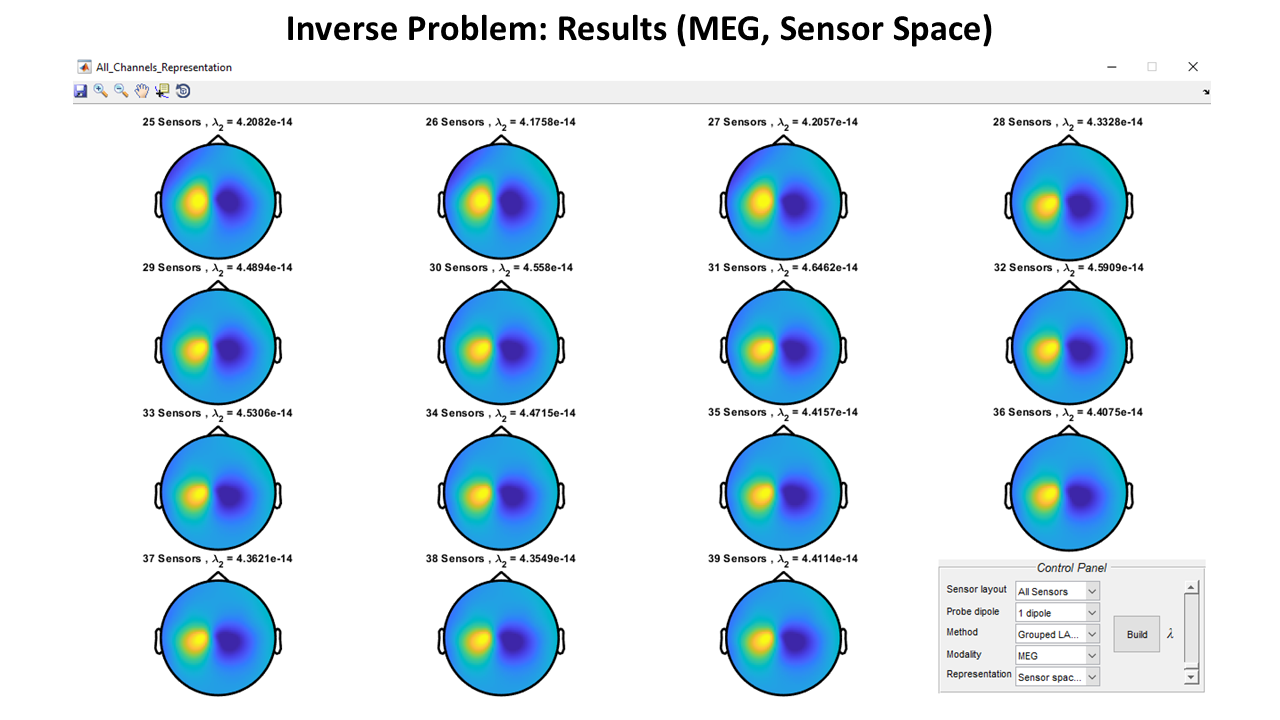 Inverse Problem: Results (MEG, Sensor Space)
All_Channels_Representation
25 Sensors , λ2 = 4.2082e-14
26 Sensors , λ2 = 4.1758e-14
27 Sensors , λ2 = 4.2057e-14
28 Sensors , λ2 = 4.3328e-14
29 Sensors , λ2 = 4.4894e-14
30 Sensors , λ2 = 4.558e-14
31 Sensors , λ2 = 4.6462e-14
32 Sensors , λ2 = 4.5909e-14
33 Sensors , λ2 = 4.5306e-14
34 Sensors , λ2 = 4.4715e-14
35 Sensors , λ2 = 4.4157e-14
36 Sensors , λ2 = 4.4075e-14
37 Sensors , λ2 = 4.3621e-14
38 Sensors , λ2 = 4.3549e-14
39 Sensors , λ2 = 4.4114e-14
Control Panel
Sensor layout All Sensors
Probe dipole 1 dipole
Method Grouped LA...
Modality MEG
Representation Sensor spac...
Build λ